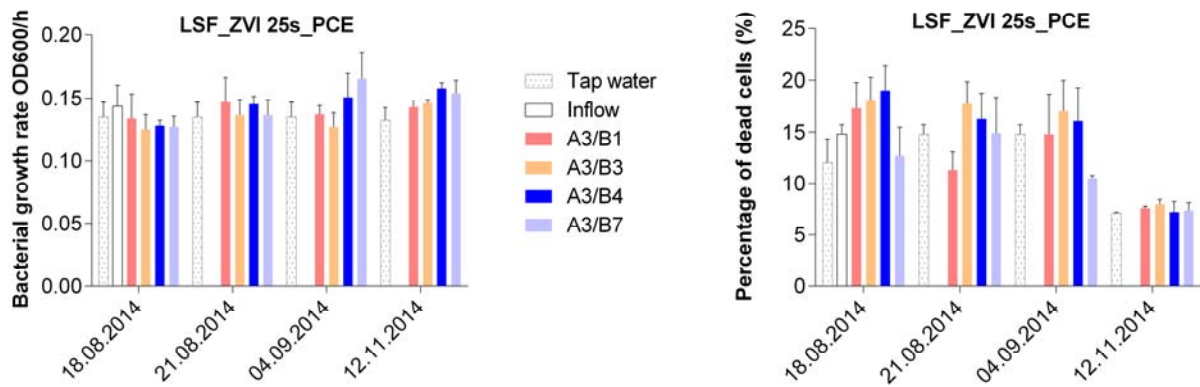 LSF_ZVI 25s_PCE
Bacterial growth rate OD600/h
0.20
0.15
0.10
0.05
0.00
18.08.2014
21.08.2014
04.09.2014
12.11.2014
Tap water
Inflow
A3/B1
A3/B3
A3/B4
A3/B7
LSF_ZVI 25s_PCE
Percentage of dead cells (%)
25
20
15
10
5
0
18.08.2014
21.08.2014
04.09.2014
12.11.2014